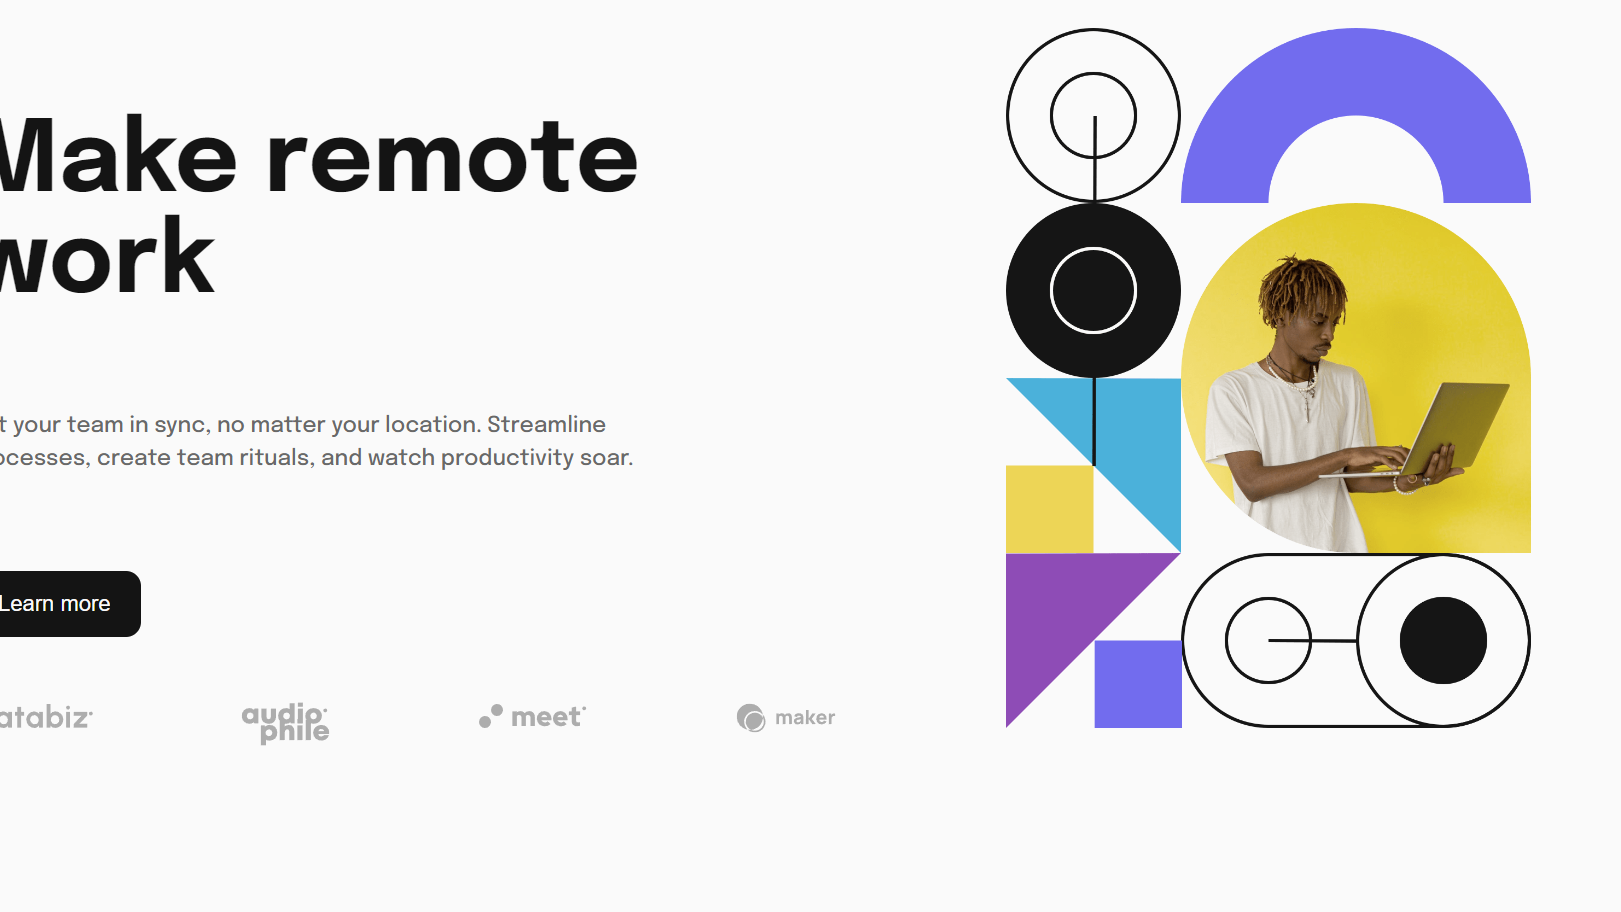 Make remote
work
t your team in sync, no matter your location. Streamline
ocesses, create team rituals, and watch productivity soar.
Learn more
atabiz
audiophile
meet
maker